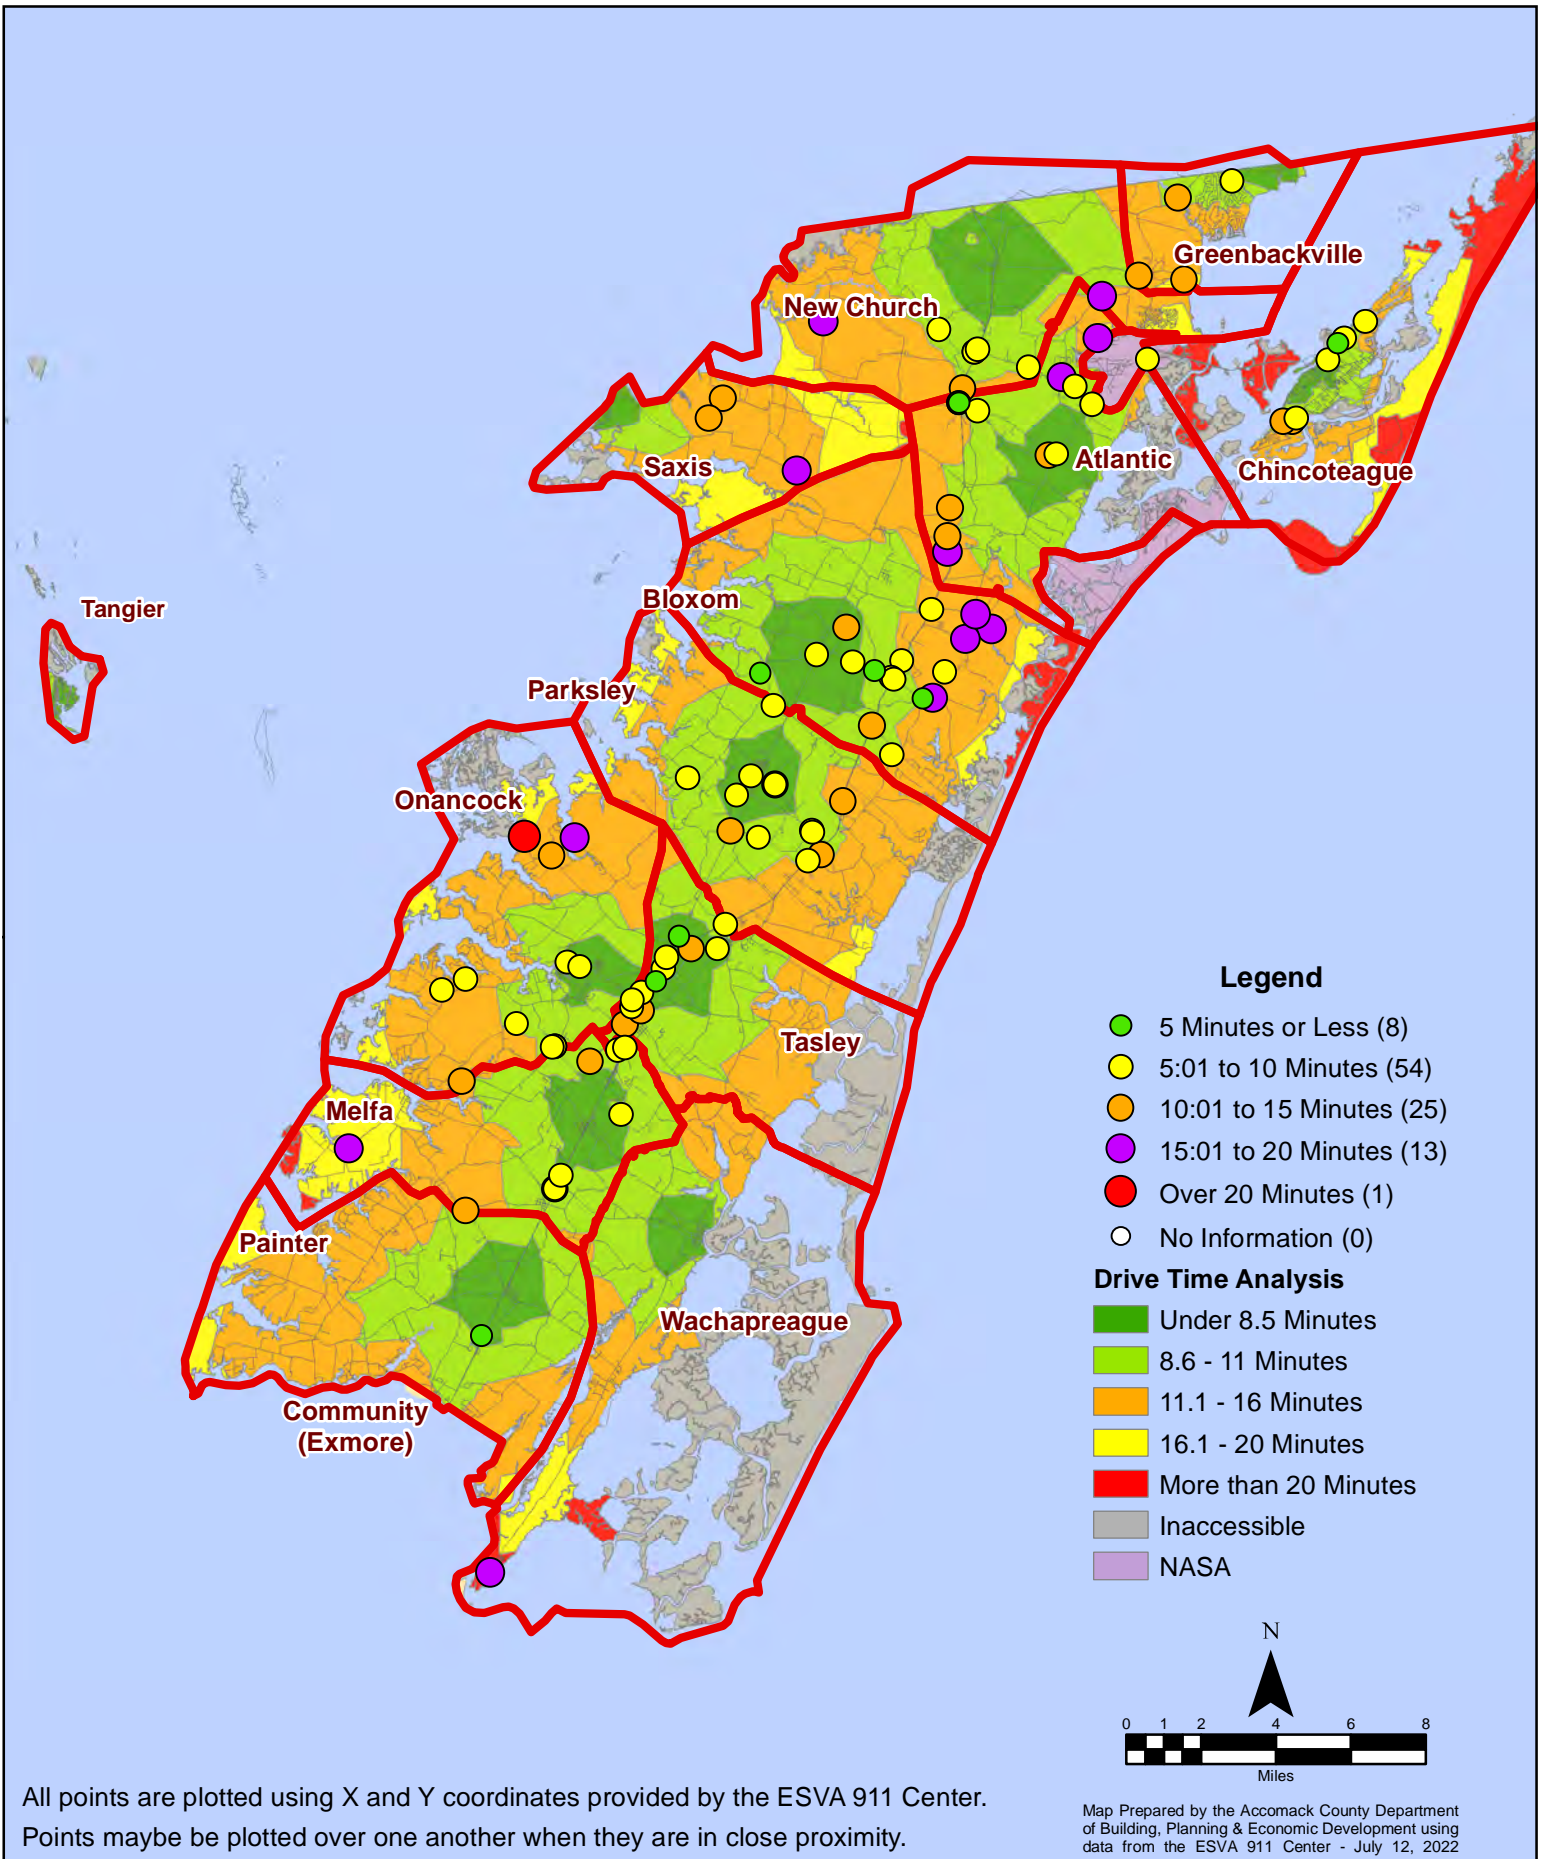 Greenbackville
New Church
Saxis
Atlantic
Chincoteague
Tangier
Bloxom
Parksley
Onancock
Tasley
Melfa
Painter
Wachapreague
Community
(Exmore)
Legend
5 Minutes or Less (8)
5:01 to 10 Minutes (54)
10:01 to 15 Minutes (25)
15:01 to 20 Minutes (13)
Over 20 Minutes (1)
No Information (0)
Drive Time Analysis
Under 8.5 Minutes
8.6 - 11 Minutes
11.1 - 16 Minutes
16.1 - 20 Minutes
More than 20 Minutes
Inaccessible
NASA
N
0 1 2 4 6 8
Miles
All points are plotted using X and Y coordinates provided by the ESVA 911 Center.
Points maybe be plotted over one another when they are in close proximity.
Map Prepared by the Accomack County Department
of Building, Planning & Economic Development using
data from the ESVA 911 Center - July 12, 2022